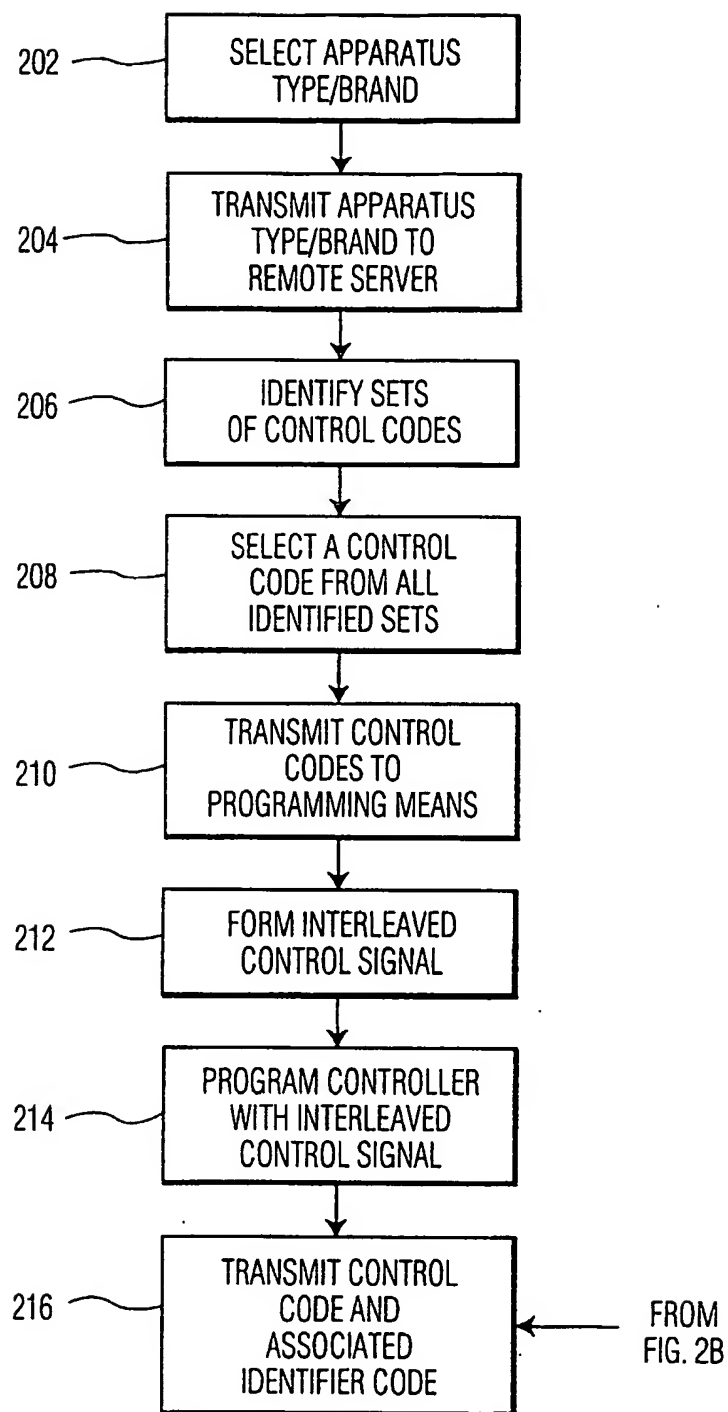 202
SELECT APPARATUS
TYPE/BRAND
204
TRANSMIT APPARATUS
TYPE/BRAND TO
REMOTE SERVER
206
IDENTIFY SETS
OF CONTROL CODES
208
SELECT A CONTROL
CODE FROM ALL
IDENTIFIED SETS
210
TRANSMIT CONTROL
CODES TO
PROGRAMMING MEANS
212
FORM INTERLEAVED
CONTROL SIGNAL
214
PROGRAM CONTROLLER
WITH INTERLEAVED
CONTROL SIGNAL
216
TRANSMIT CONTROL
CODE AND
ASSOCIATED
IDENTIFIER CODE
FROM
FIG. 2B